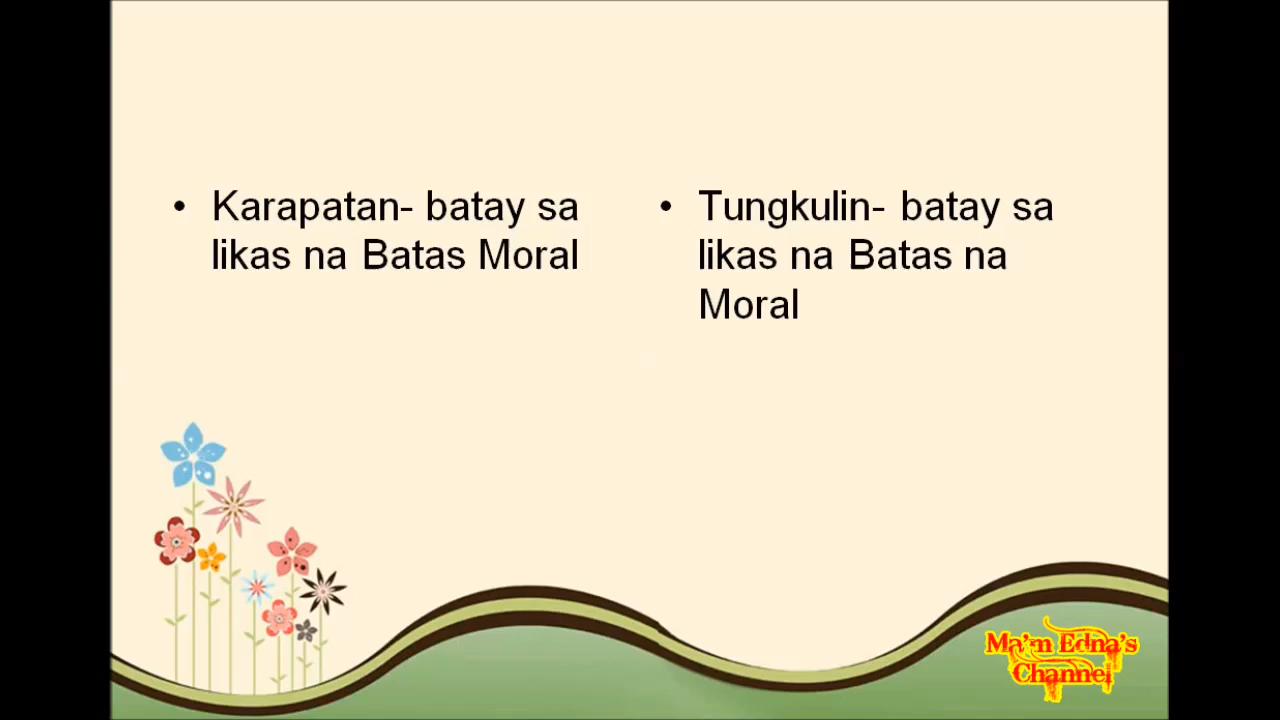 • Karapatan- batay sa
likas na Batas Moral
• Tungkulin- batay sa
likas na Batas na
Moral
Ma'm Edna's
Channel